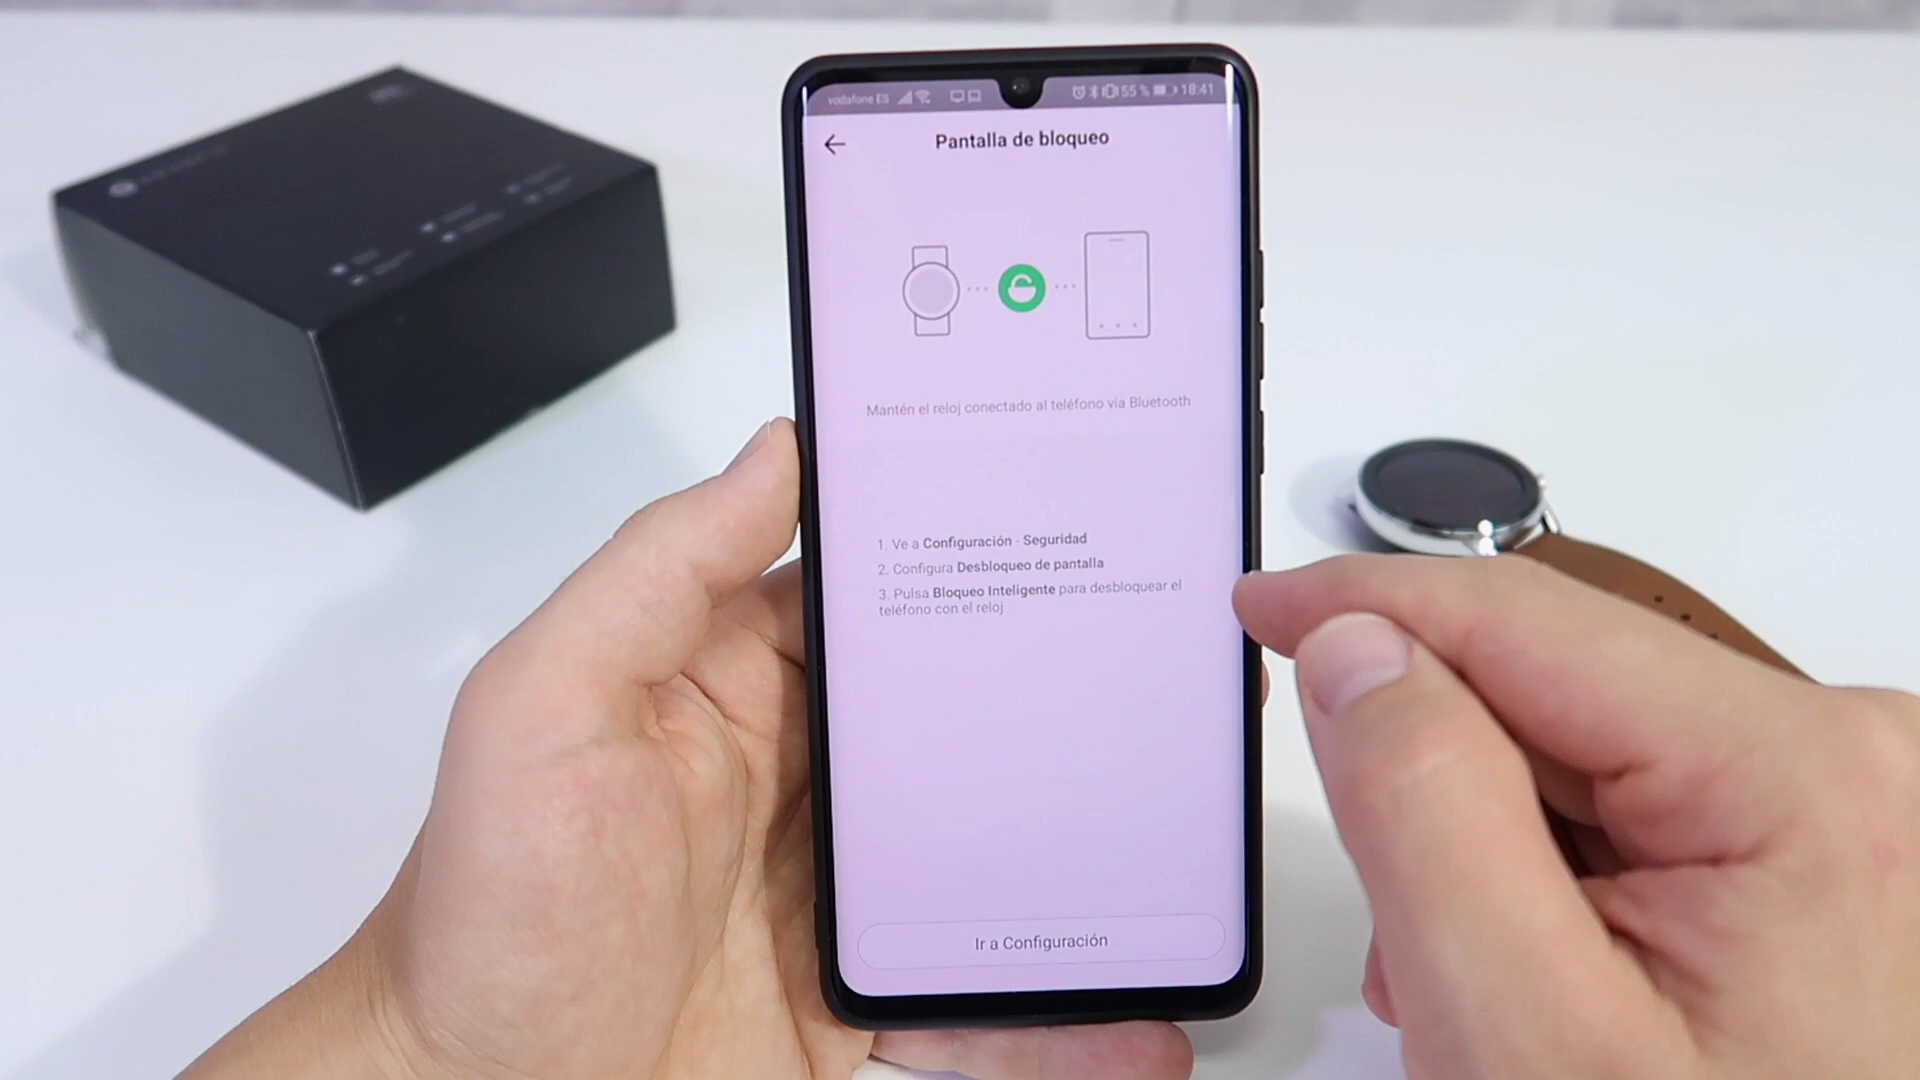 vodafone ES 55 % 18:41
Pantalla de bloqueo
Mantén el reloj conectado al teléfono vía Bluetooth
1. Ve a Configuración - Seguridad
2. Configura Desbloqueo de pantalla
3. Pulsa Bloqueo Inteligente para desbloquear el
teléfono con el reloj
Ir a Configuración